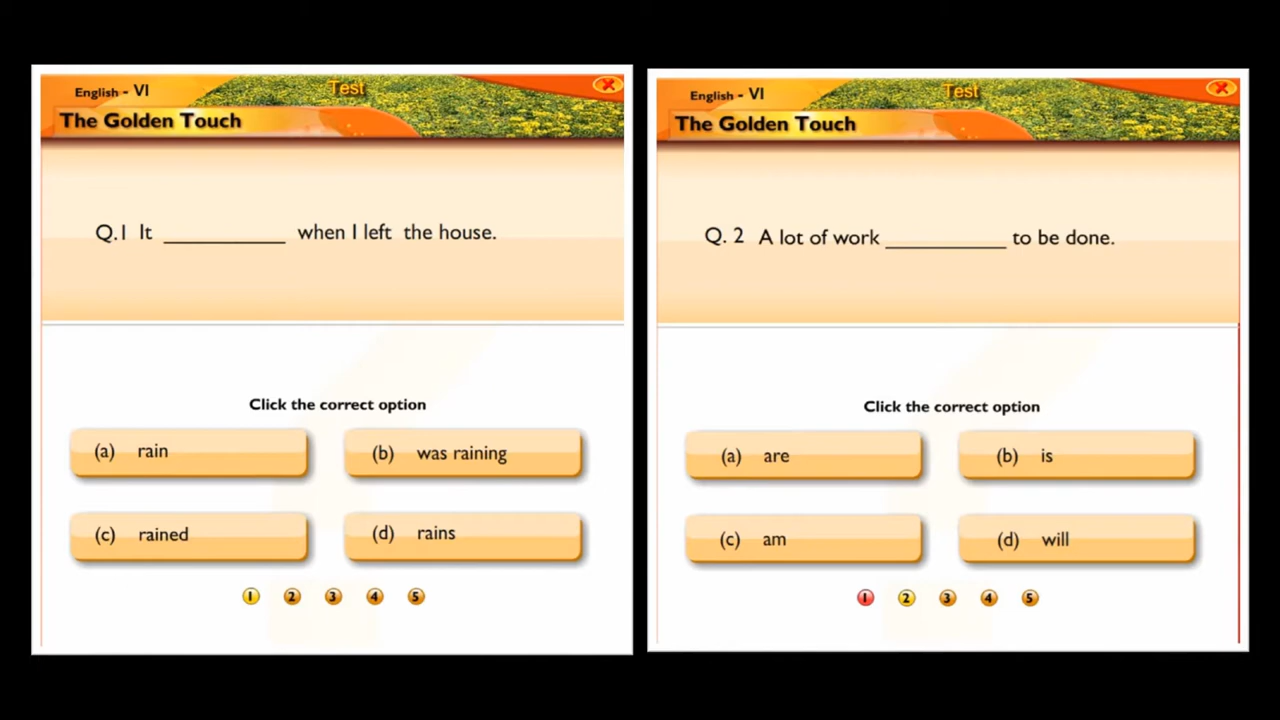 English - VI
Test
The Golden Touch
Q.1 It __________ when I left the house.
Click the correct option
(a) rain
(b) was raining
(c) rained
(d) rains
1 2 3 4 5
English - VI
Test
The Golden Touch
Q. 2 A lot of work __________ to be done.
Click the correct option
(a) are
(b) is
(c) am
(d) will
1 2 3 4 5